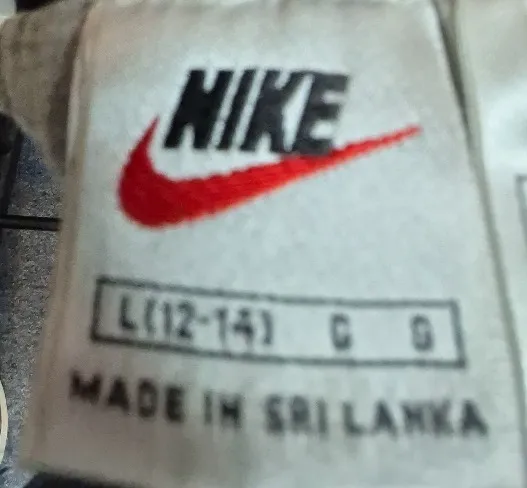 NIKE
L(12-14) G G
MADE IN SRI LANKA